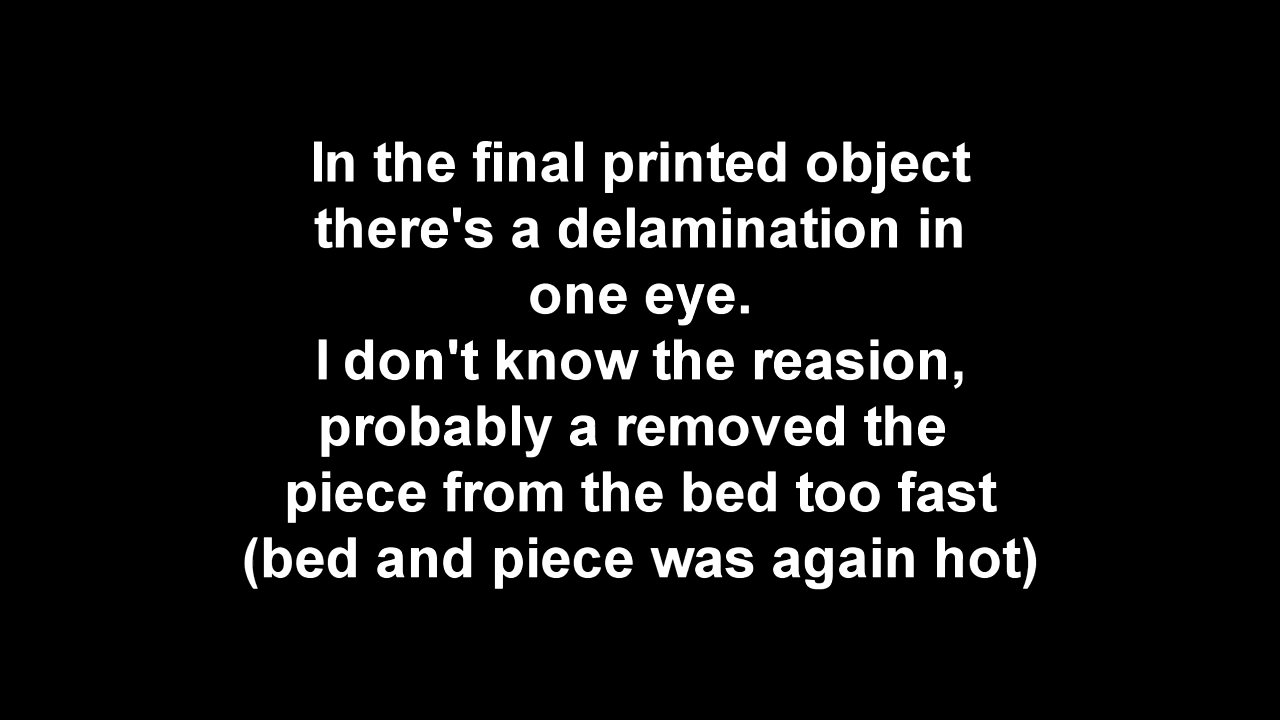 In the final printed object
there's a delamination in
one eye.
I don't know the reasion,
probably a removed the
piece from the bed too fast
(bed and piece was again hot)